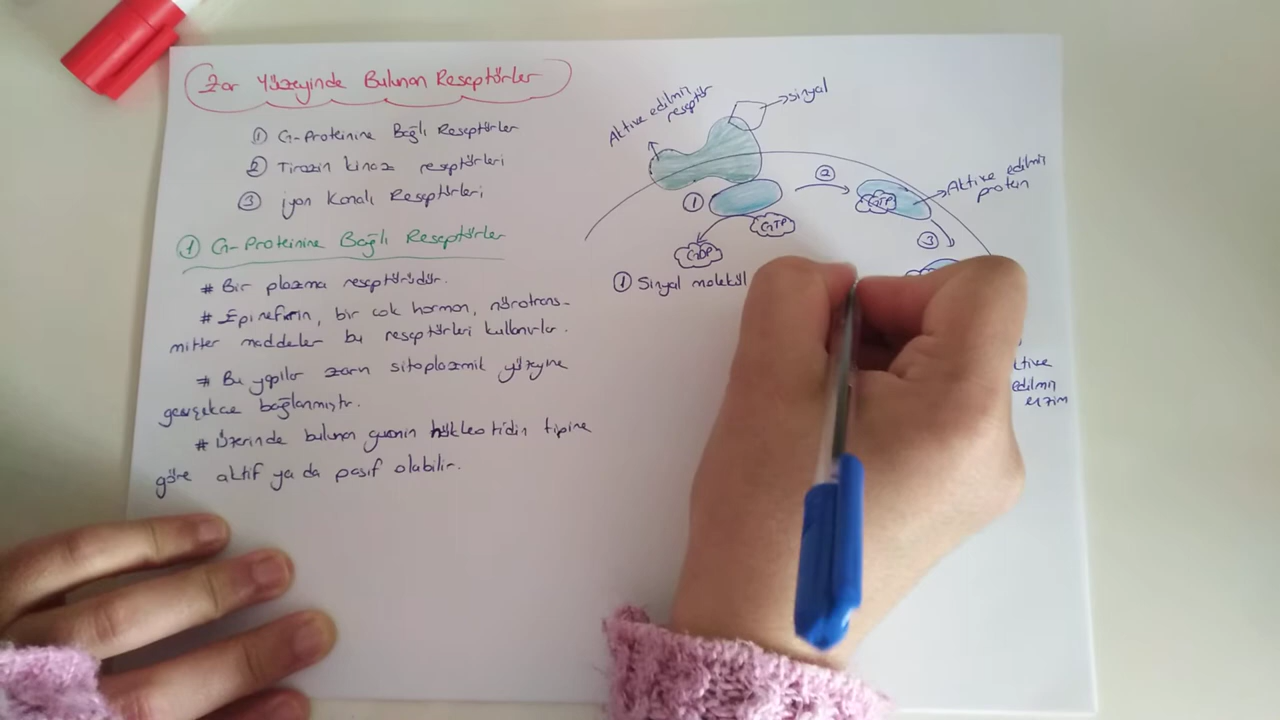 Zar Yüzeyinde Bulunan Reseptörler
① G-Proteinine Bağlı Reseptörler
② Tirozin kinaz reseptörleri
③ İyon Kanalı Reseptörleri
① G-Proteinine Bağlı Reseptörler
# Bir plazma reseptörüdür.
# Epinefrin, bir çok hormon, nörotrans-
mitter maddeler bu reseptörleri kullanırlar.
# Bu yapılar zarın sitoplazmik yüzeyine
gevşekçe bağlanmıştır.
# Üzerinde bulunan guanin nükleotidin tipine
göre aktif ya da pasif olabilir.
Aktive edilmiş
reseptör
sinyal
①
②
GTP
Aktive edilmiş
protein
③
GTP
GDP
① Sinyal molekül
edilmiş
enzim